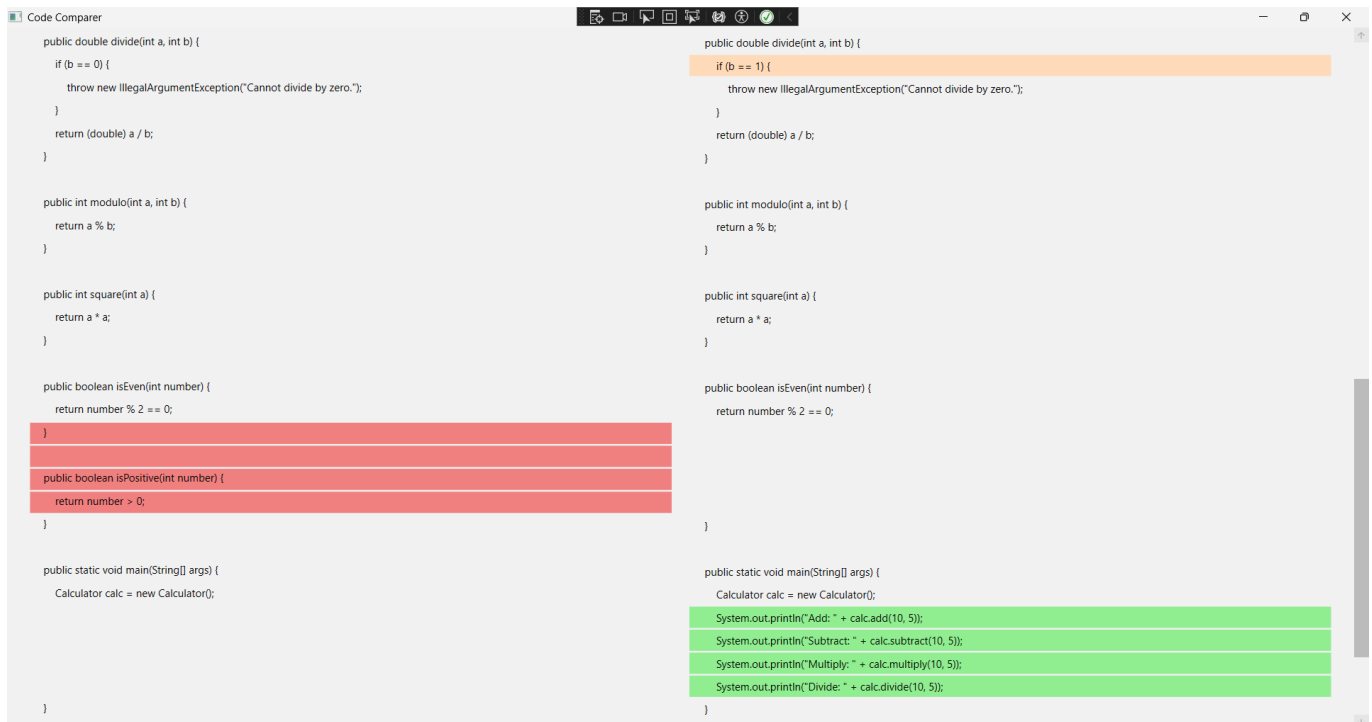 Code Comparer
public double divide(int a, int b) {
if (b == 0) {
throw new IllegalArgumentException("Cannot divide by zero.");
}
return (double) a / b;
}
public int modulo(int a, int b) {
return a % b;
}
public int square(int a) {
return a * a;
}
public boolean isEven(int number) {
return number % 2 == 0;
}
public boolean isPositive(int number) {
return number > 0;
}
public static void main(String[] args) {
Calculator calc = new Calculator();
}
public double divide(int a, int b) {
if (b == 1) {
throw new IllegalArgumentException("Cannot divide by zero.");
}
return (double) a / b;
}
public int modulo(int a, int b) {
return a % b;
}
public int square(int a) {
return a * a;
}
public boolean isEven(int number) {
return number % 2 == 0;
}
public static void main(String[] args) {
Calculator calc = new Calculator();
System.out.println("Add: " + calc.add(10, 5));
System.out.println("Subtract: " + calc.subtract(10, 5));
System.out.println("Multiply: " + calc.multiply(10, 5));
System.out.println("Divide: " + calc.divide(10, 5));
}